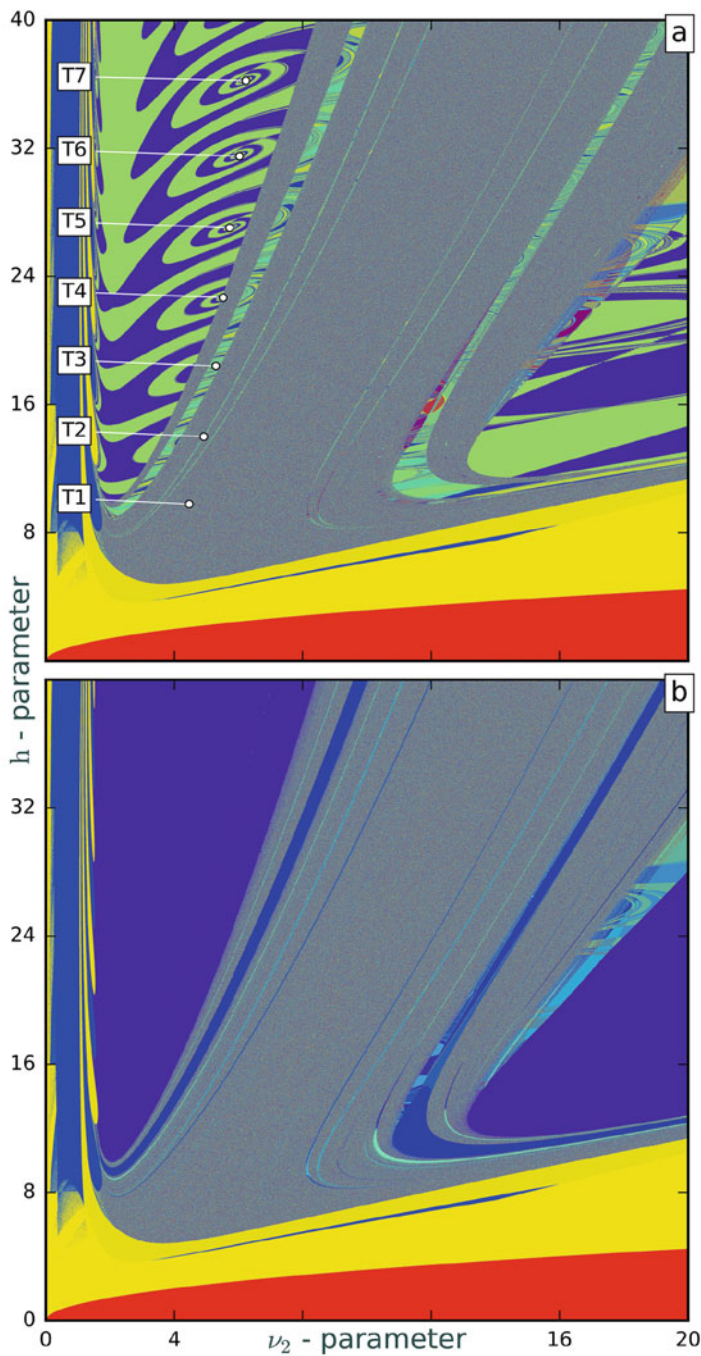 40
a
T7
T6
32
T5
24
T4
T3
16
T2
T1
8
h - parameter
b
32
24
16
8
0
0 4 16 20
ν₂ - parameter